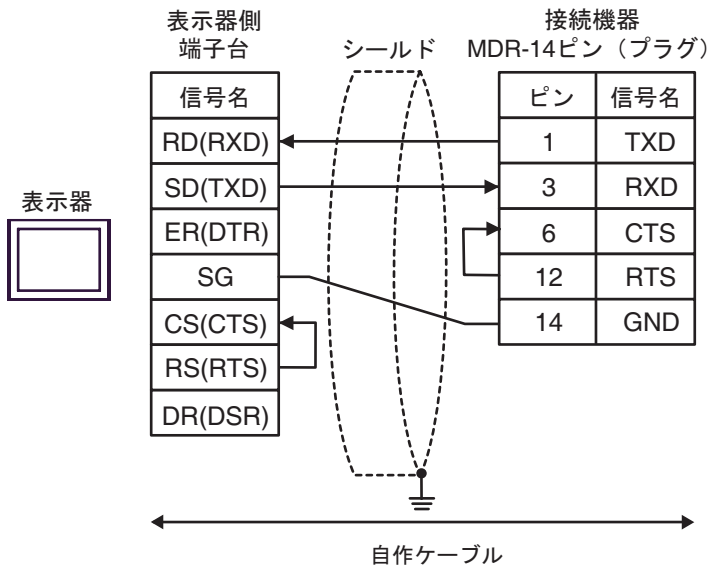 表示器側
端子台
シールド
接続機器
MDR-14ピン（プラグ）
信号名
RD(RXD)
SD(TXD)
ER(DTR)
SG
CS(CTS)
RS(RTS)
DR(DSR)
ピン 信号名
1 TXD
3 RXD
6 CTS
12 RTS
14 GND
表示器
自作ケーブル